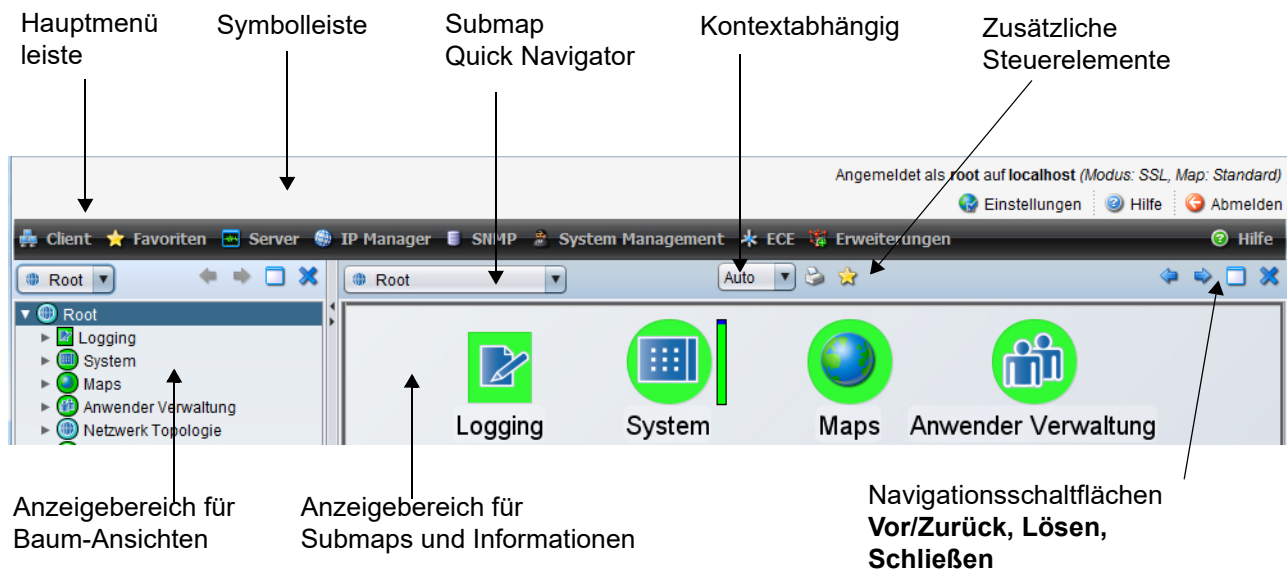 Hauptmenü
leiste
Symbolleiste
Submap
Quick Navigator
Kontextabhängig
Zusätzliche
Steuerelemente
Angemeldet als root auf localhost (Modus: SSL, Map: Standard)
Einstellungen Hilfe Abmelden
Client Favoriten Server IP Manager SNMP System Management ECE Erweiterungen Hilfe
Root Root Auto
Root
Logging
System
Maps
Anwender Verwaltung
Netzwerk Topologie
Logging System Maps Anwender Verwaltung
Anzeigebereich für
Baum-Ansichten
Anzeigebereich für
Submaps und Informationen
Navigationsschaltflächen
Vor/Zurück, Lösen,
Schließen